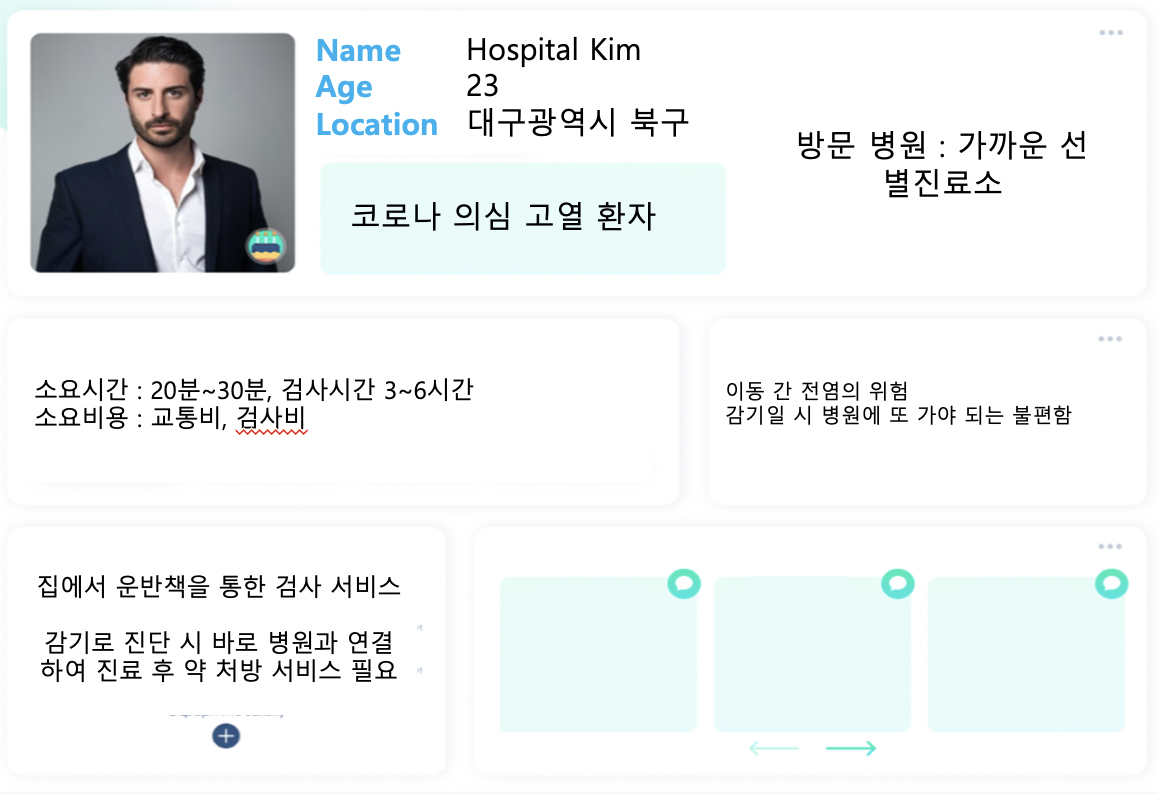 Name Hospital Kim
Age 23
Location 대구광역시 북구
코로나 의심 고열 환자
방문 병원 : 가까운 선
별진료소
소요시간 : 20분~30분, 검사시간 3~6시간
소요비용 : 교통비, 검사비
이동 간 전염의 위험
감기일 시 병원에 또 가야 되는 불편함
집에서 운반책을 통한 검사 서비스
감기로 진단 시 바로 병원과 연결
하여 진료 후 약 처방 서비스 필요